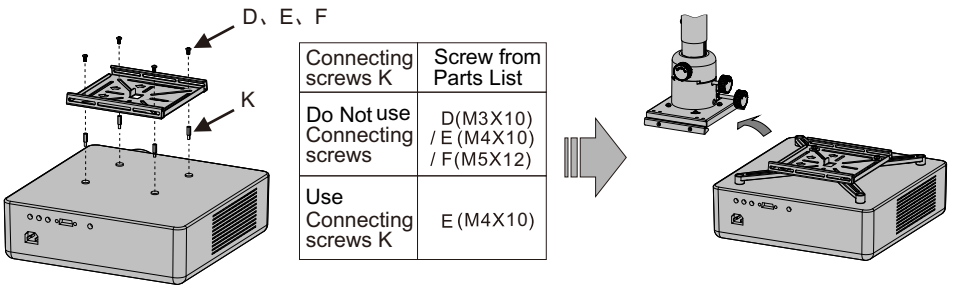 D、E、F
K
Connecting screws K
Screw from Parts List
Do Not use Connecting screws
D(M3X10)
/ E (M4X10)
/ F(M5X12)
Use Connecting screws K
E (M4X10)